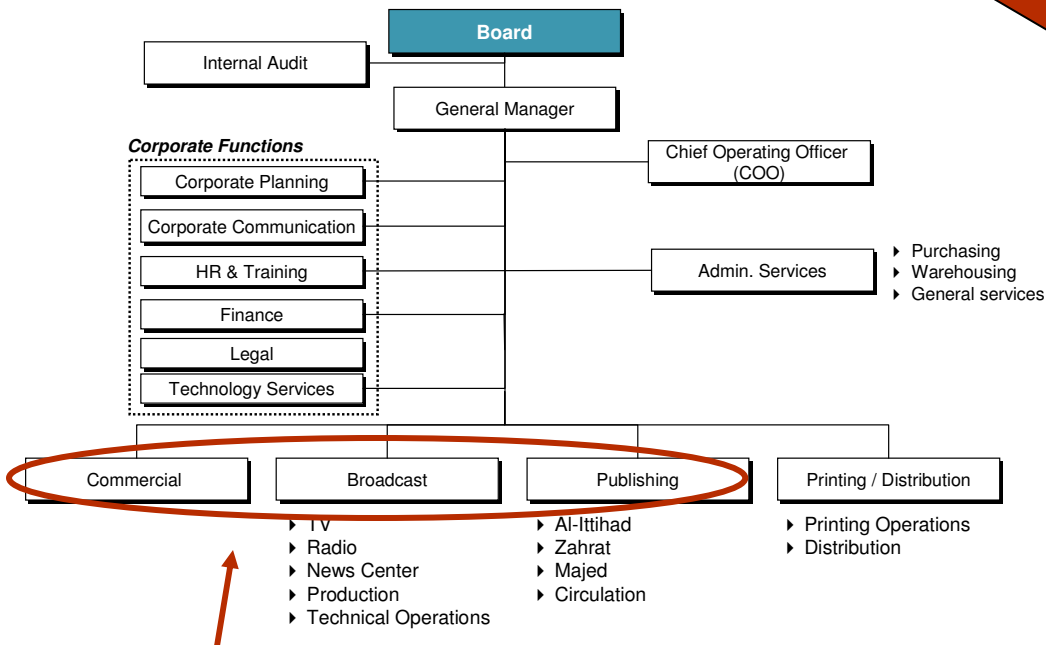 Board
Internal Audit
General Manager
Corporate Functions
Chief Operating Officer
(COO)
Corporate Planning
Corporate Communication
HR & Training
Finance
Legal
Technology Services
Admin. Services
Purchasing
Warehousing
General services
Commercial
Broadcast
Publishing
Printing / Distribution
TV
Radio
News Center
Production
Technical Operations
Al-Ittihad
Zahrat
Majed
Circulation
Printing Operations
Distribution